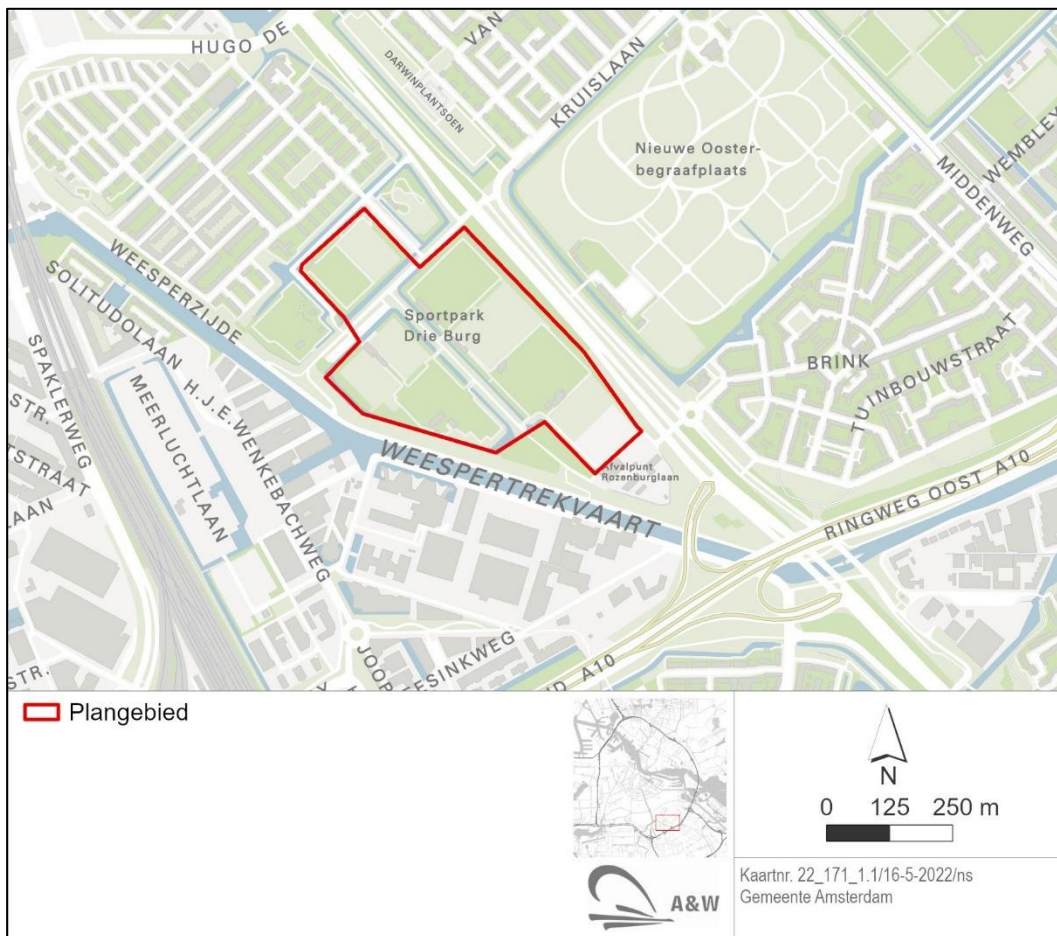 HUGO DE
VAN
DARWINPLANTSOEN
KRUISLAAN
Nieuwe Ooster-
begraafplaats
MIDDENWEG
WEMBLEY
WEESPERZIJDE
SOLITUDOLAAN
SPAKLERWEG
MEERLUCHTLAAN
H.J.E. WENKEBACHWEG
Sportpark
Drie Burg
BRINK
TUINBOUWSTRAAT
WEESPERTREKVAART
Afvalpunt
Rozenburglaan
RINGWEG OOST A10
STR.
TSTRAAT
LAAN
STR.
JOOP
ESINKWEG
ID A10
Plangebied
N
0 125 250 m
A&W
Kaartnr. 22_171_1.1/16-5-2022/ns
Gemeente Amsterdam